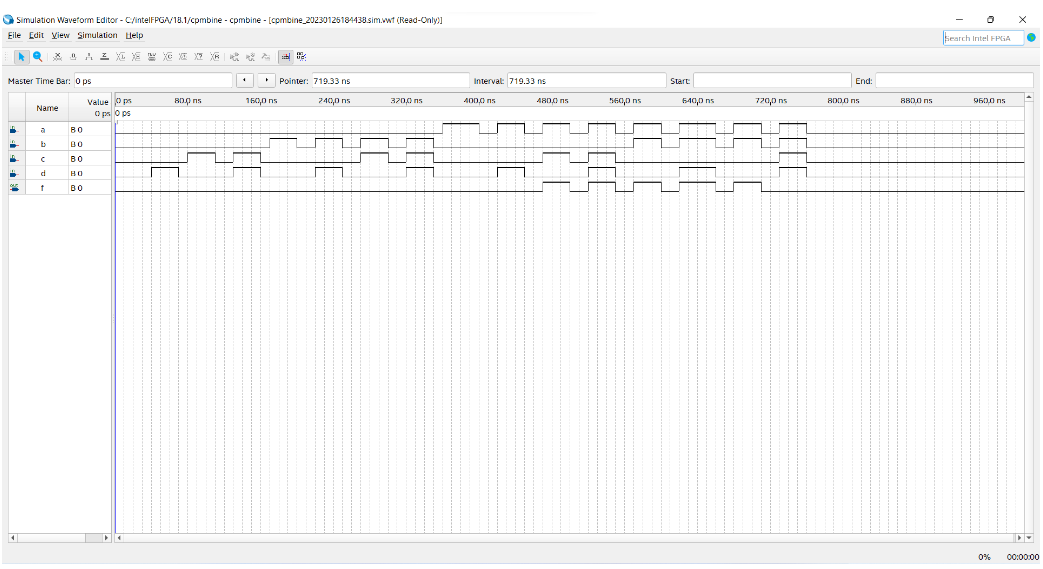 Simulation Waveform Editor - C:/intelFPGA/18.1/cpmbine - cpmbine - [cpmbine_20230126184438.sim.vwf (Read-Only)]
File Edit View Simulation Help
Search Intel FPGA
Master Time Bar: 0 ps Pointer: 719.33 ns Interval: 719.33 ns Start: End:
Name Value 0 ps 80,0 ns 160,0 ns 240,0 ns 320,0 ns 400,0 ns 480,0 ns 560,0 ns 640,0 ns 720,0 ns 800,0 ns 880,0 ns 960,0 ns
0 ps 0 ps
a B 0
b B 0
c B 0
d B 0
f B 0
0% 00:00:00